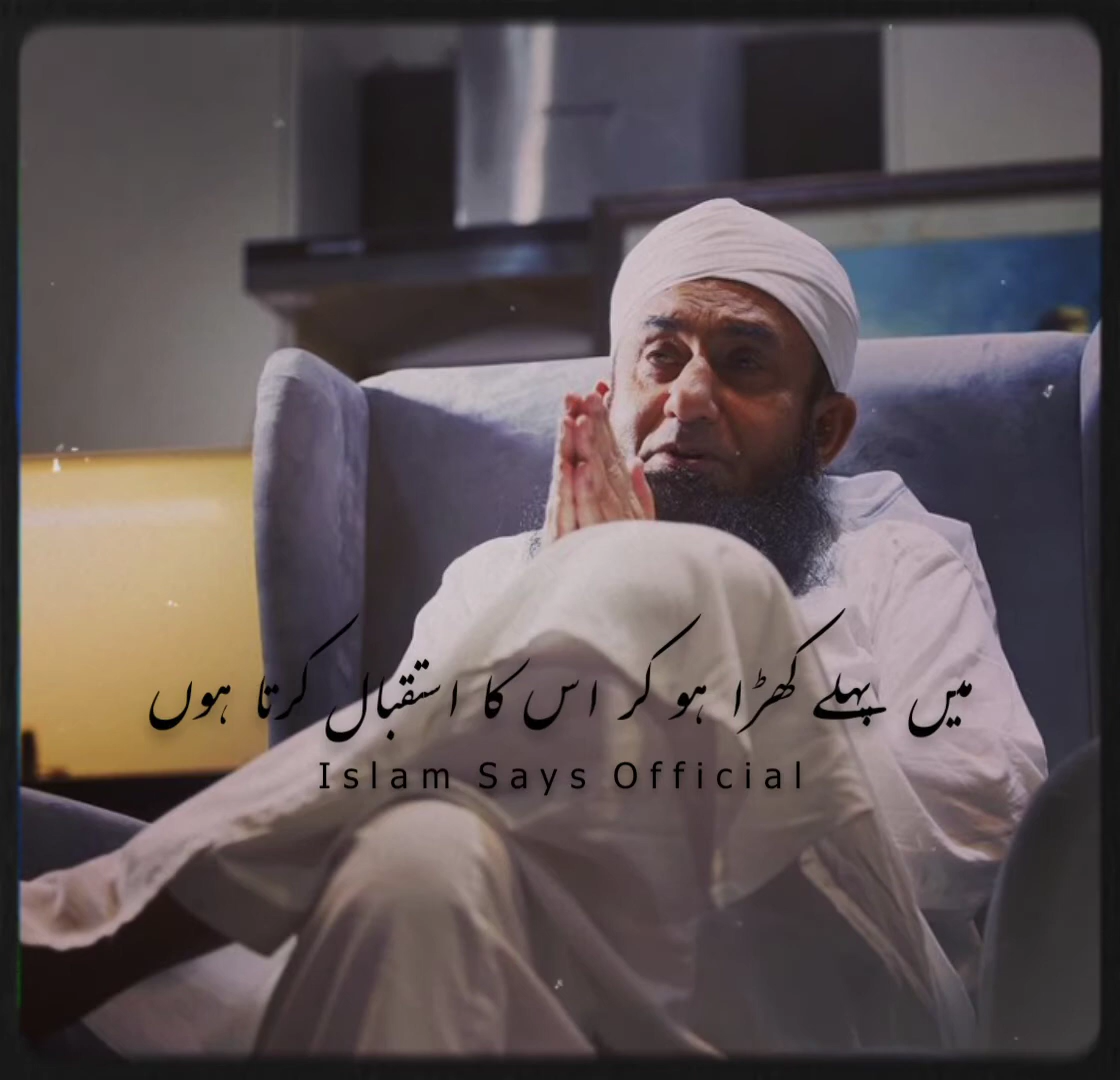 میں پہلے کھڑا ہو کر اس کا استقبال کرتا ہوں
Islam Says Official